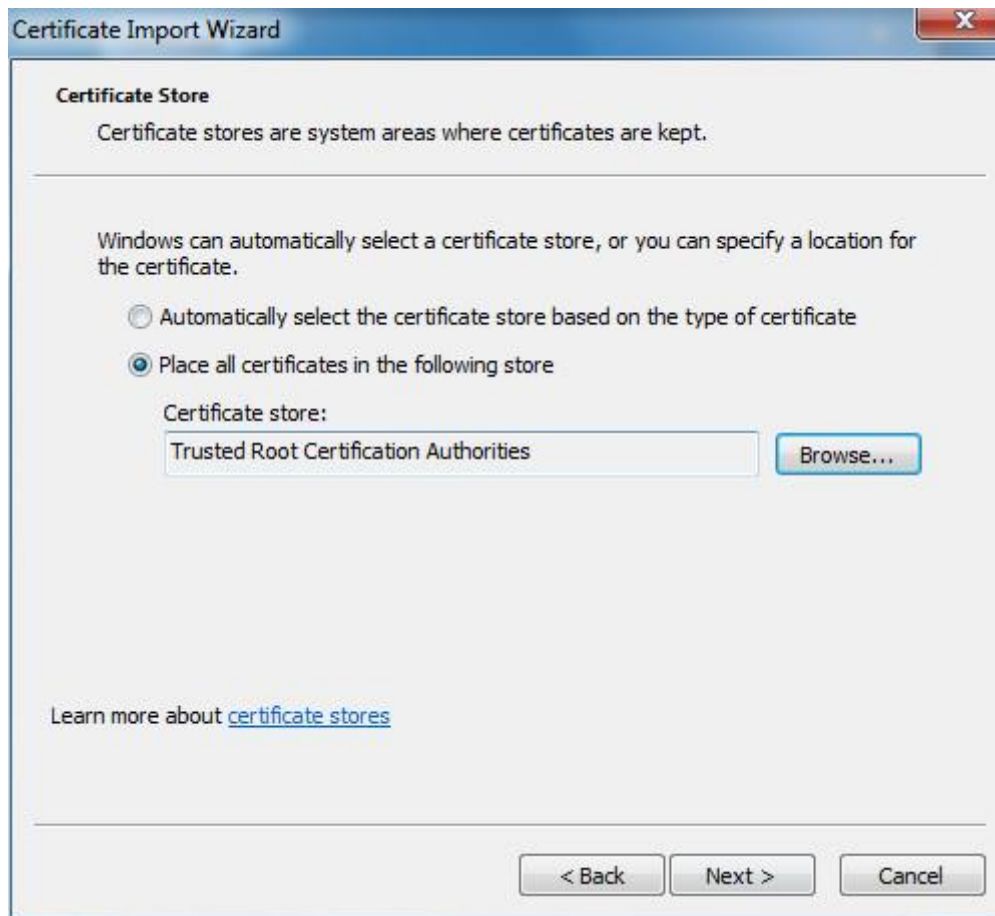 Certificate Import Wizard
X
Certificate Store
Certificate stores are system areas where certificates are kept.
Windows can automatically select a certificate store, or you can specify a location for
the certificate.
Automatically select the certificate store based on the type of certificate
Place all certificates in the following store
Certificate store:
Trusted Root Certification Authorities
Browse...
Learn more about certificate stores
< Back Next > Cancel